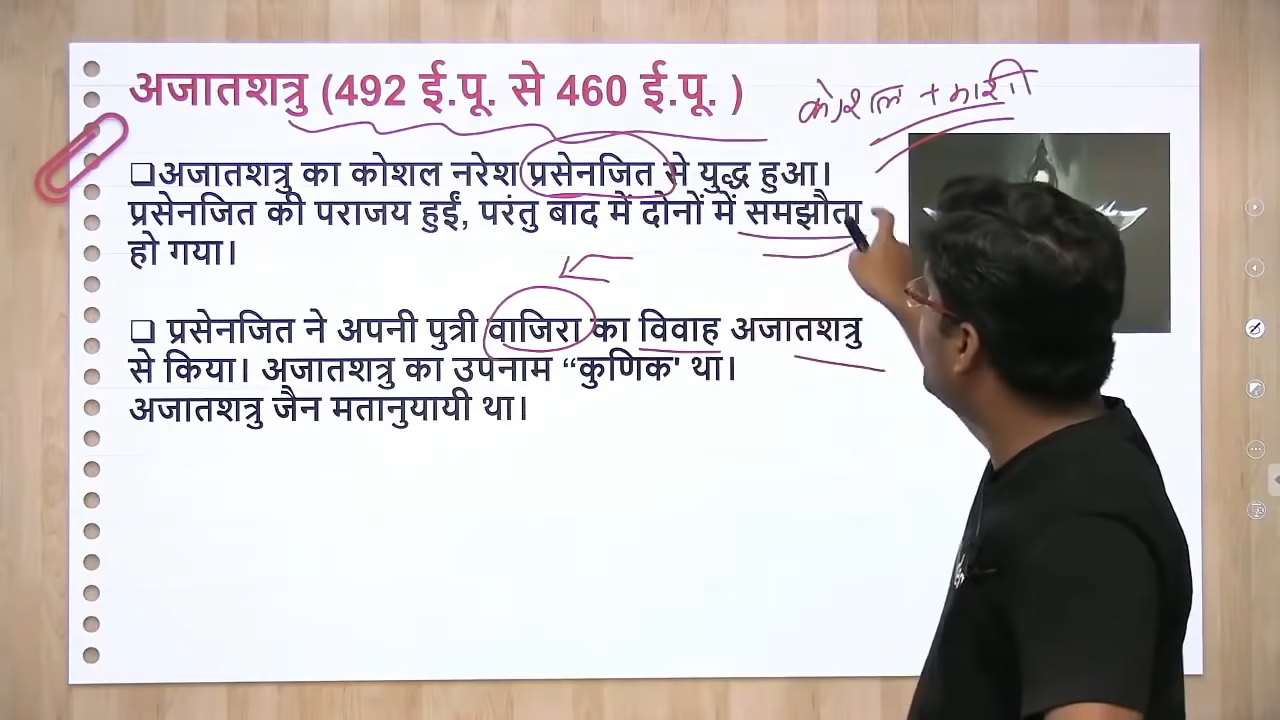 अजातशत्रु (492 ई.पू. से 460 ई.पू. )
कोशल + काशी
❑अजातशत्रु का कोशल नरेश प्रसेनजित से युद्ध हुआ।
प्रसेनजित की पराजय हुईं, परंतु बाद में दोनों में समझौता
हो गया।
❑ प्रसेनजित ने अपनी पुत्री वाजिरा का विवाह अजातशत्रु
से किया। अजातशत्रु का उपनाम “कुणिक' था।
अजातशत्रु जैन मतानुयायी था।